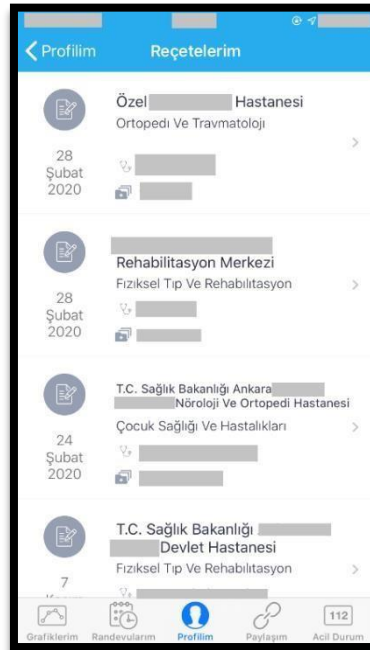 Profilim
Reçetelerim
Özel Hastanesi
Ortopedi Ve Travmatoloji
28
Şubat
2020
Rehabilitasyon Merkezi
Fiziksel Tıp Ve Rehabilitasyon
28
Şubat
2020
T.C. Sağlık Bakanlığı Ankara
Nöroloji Ve Ortopedi Hastanesi
Çocuk Sağlığı Ve Hastalıkları
24
Şubat
2020
T.C. Sağlık Bakanlığı
Devlet Hastanesi
Fiziksel Tıp Ve Rehabilitasyon
7
Grafiklerim
Randevularım
Profilim
Paylaşım
112
Acil Durum